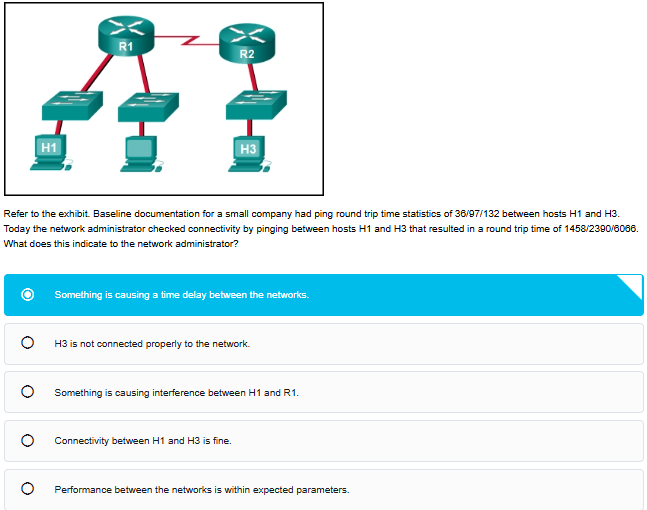 R1
R2
H1
H3
Refer to the exhibit. Baseline documentation for a small company had ping round trip time statistics of 36/97/132 between hosts H1 and H3.
Today the network administrator checked connectivity by pinging between hosts H1 and H3 that resulted in a round trip time of 1458/2390/6066.
What does this indicate to the network administrator?
Something is causing a time delay between the networks.
H3 is not connected properly to the network.
Something is causing interference between H1 and R1.
Connectivity between H1 and H3 is fine.
Performance between the networks is within expected parameters.